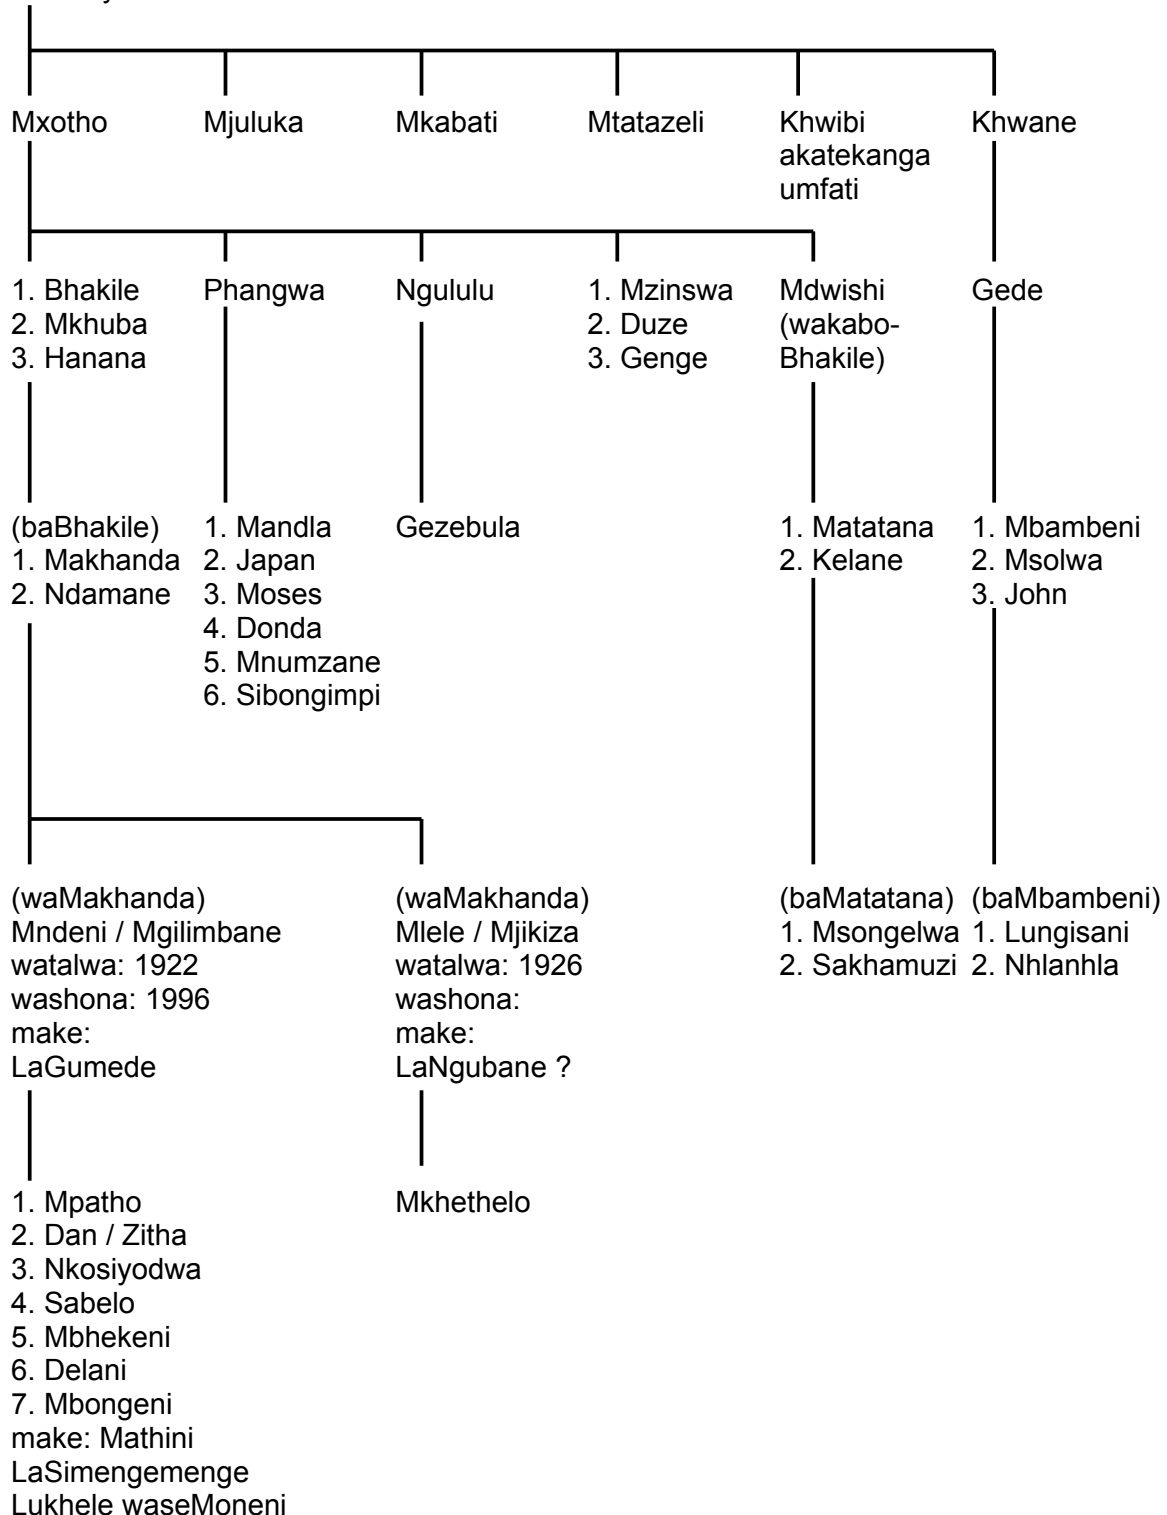 Mxotho Mjuluka Mkabati Mtatazeli Khwibi Khwane
akatekanga
umfati
1. Bhakile Phangwa Ngululu 1. Mzinswa Mdwishi Gede
2. Mkhuba 2. Duze (wakabo-
3. Hanana 3. Genge Bhakile)
(baBhakile) 1. Mandla Gezebula 1. Matatana 1. Mbambeni
1. Makhanda 2. Japan 2. Kelane 2. Msolwa
2. Ndamane 3. Moses 3. John
4. Donda
5. Mnumzane
6. Sibongimpi
(waMakhanda) (waMakhanda) (baMatatana) (baMbambeni)
Mndeni / Mgilimbane Mlele / Mjikiza 1. Msongelwa 1. Lungisani
watalwa: 1922 watalwa: 1926 2. Sakhamuzi 2. Nhlanhla
washona: 1996 washona:
make: make:
LaGumede LaNgubane ?
1. Mpatho Mkhethelo
2. Dan / Zitha
3. Nkosiyodwa
4. Sabelo
5. Mbhekeni
6. Delani
7. Mbongeni
make: Mathini
LaSimengemenge
Lukhele waseMoneni